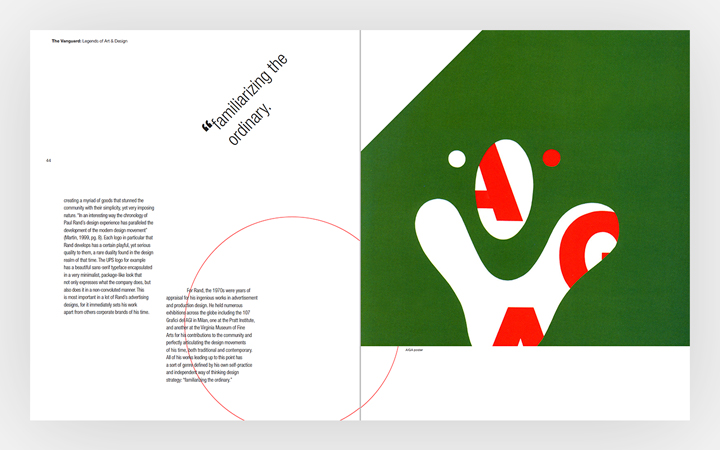 The Vanguard: Legends of Art & Design
“familiarizing the
ordinary.
44
creating a myriad of goods that stunned the
community with their simplicity, yet very imposing
nature. "In an interesting way the chronology of
Paul Rand's design experience has paralleled the
development of the modern design movement"
(Martin, 1999, pg. 8). Each logo in particular that
Rand develops has a certain playful, yet serious
quality to them, a rare duality found in the design
realm of that time. The UPS logo for example
has a beautiful sans-serif typeface encapsulated
in a very minimalist, package like look that
not only expresses what the company does, but
also does it in a non-convoluted manner. This
is most important in a lot of Rand's advertising
designs, for it immediately sets his work
apart from others corporate brands of his time.
For Rand, the 1970s were years of
appraisal for his ingenious works in advertisement
and production design. He held numerous
exhibitions across the globe including the 107
Grafici dei AGI in Milan, one at the Pratt Institute,
and another at the Virginia Museum of Fine
Arts for his contributions to the community and
perfectly articulating the design movements
of his time, both traditional and contemporary.
All of his works leading up to this point has
a sort of genre defined by his own self-practice
and independent way of thinking design
strategy: "familiarizing the ordinary."
A
G
A